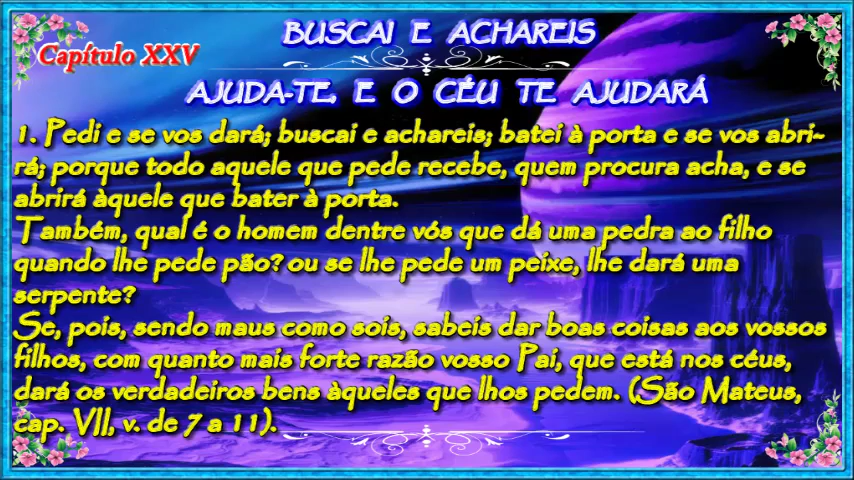 BUSCAI E ACHAREIS
Capítulo XXV
AJUDA-TE, E O CÉU TE AJUDARÁ
1. Pedi e se vos dará; buscai e achareis; batei à porta e se vos abri-
rá; porque todo aquele que pede recebe, quem procura acha, e se
abrirá àquele que bater à porta.
Também, qual é o homem dentre vós que dá uma pedra ao filho
quando lhe pede pão? ou se lhe pede um peixe, lhe dará uma
serpente?
Se, pois, sendo maus como sois, sabeis dar boas coisas aos vossos
filhos, com quanto mais forte razão vosso Pai, que está nos céus,
dará os verdadeiros bens àqueles que lhos pedem. (São Mateus,
cap. VII, v. de 7 a 11).